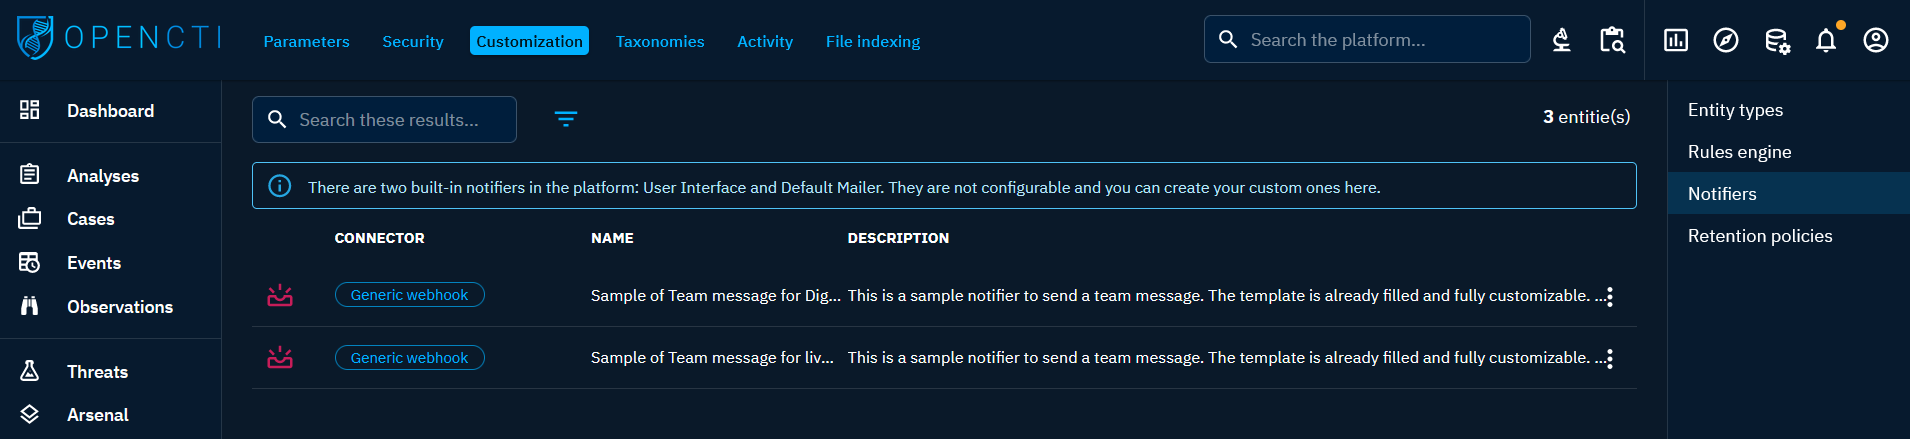 OPENCTI
Parameters
Security
Customization
Taxonomies
Activity
File indexing
Search the platform...
Dashboard
Analyses
Cases
Events
Observations
Threats
Arsenal
Search these results...
3 entitie(s)
There are two built-in notifiers in the platform: User Interface and Default Mailer. They are not configurable and you can create your custom ones here.
CONNECTOR NAME DESCRIPTION
Generic webhook Sample of Team message for Dig... This is a sample notifier to send a team message. The template is already filled and fully customizable. ...
Generic webhook Sample of Team message for liv... This is a sample notifier to send a team message. The template is already filled and fully customizable. ...
Entity types
Rules engine
Notifiers
Retention policies